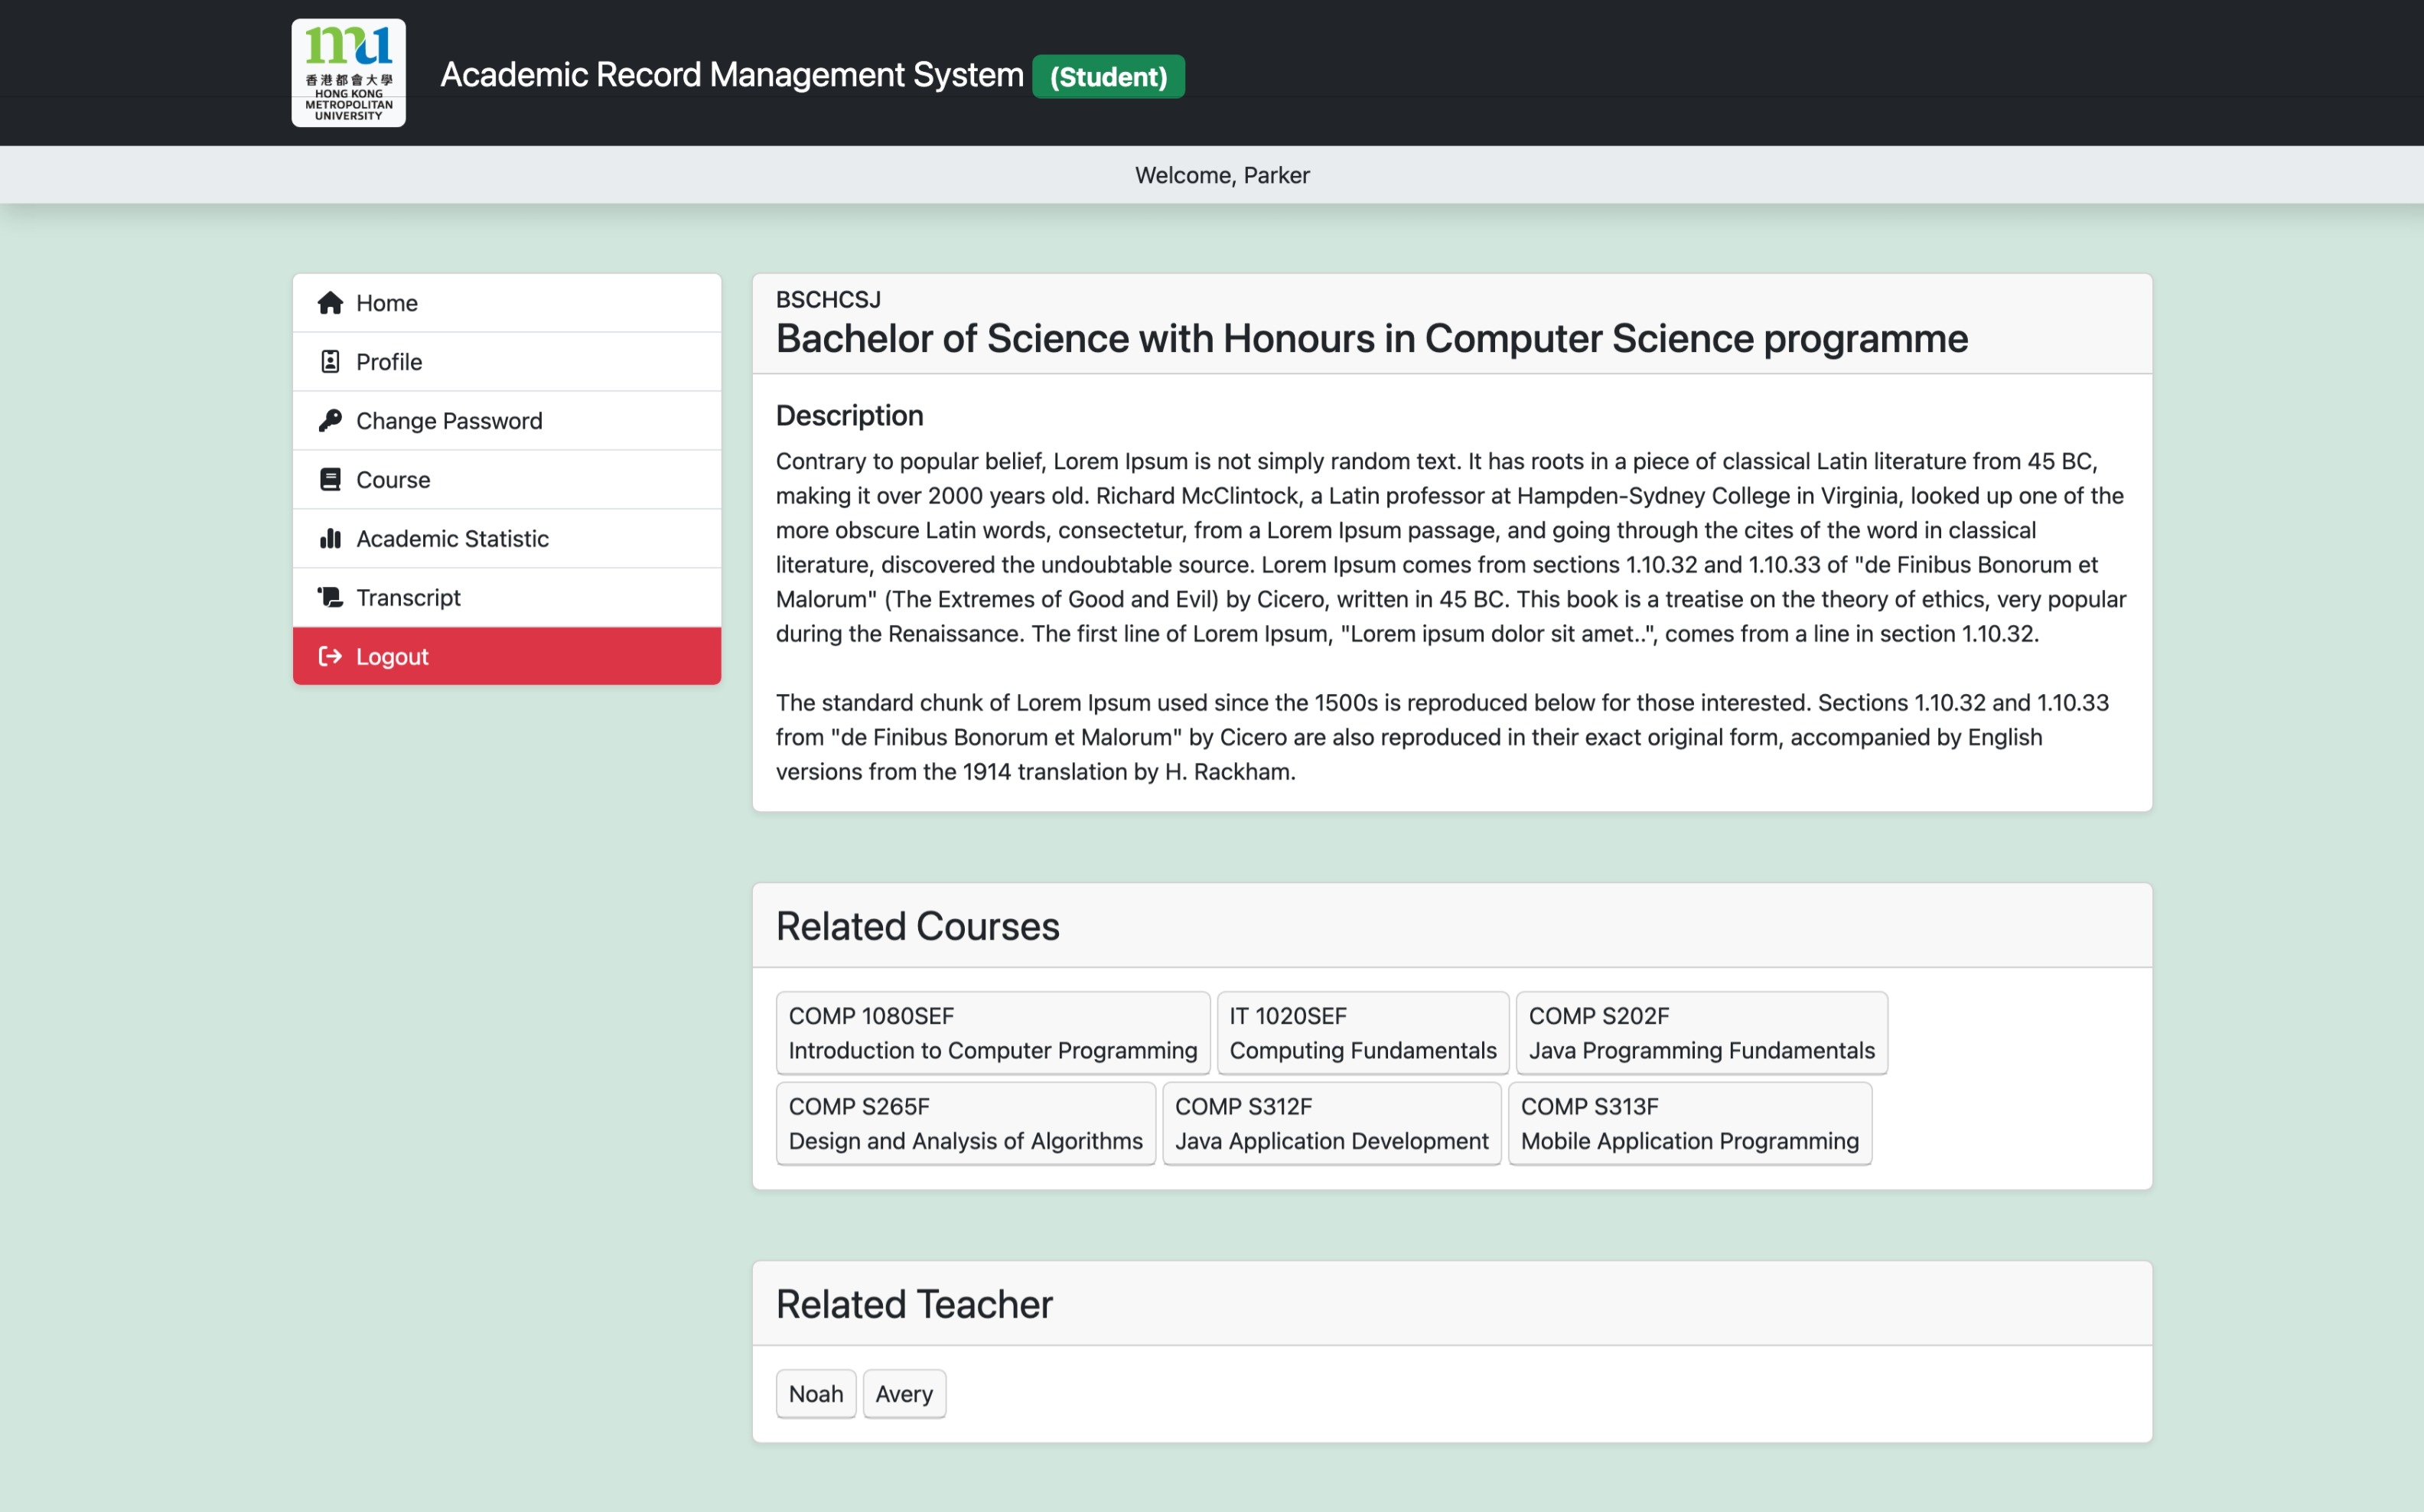 mu
香港都會大學
HONG KONG
METROPOLITAN
UNIVERSITY
Academic Record Management System (Student)
Welcome, Parker
Home
Profile
Change Password
Course
Academic Statistic
Transcript
Logout
BSCHCSJ
Bachelor of Science with Honours in Computer Science programme
Description
Contrary to popular belief, Lorem Ipsum is not simply random text. It has roots in a piece of classical Latin literature from 45 BC,
making it over 2000 years old. Richard McClintock, a Latin professor at Hampden-Sydney College in Virginia, looked up one of the
more obscure Latin words, consectetur, from a Lorem Ipsum passage, and going through the cites of the word in classical
literature, discovered the undoubtable source. Lorem Ipsum comes from sections 1.10.32 and 1.10.33 of "de Finibus Bonorum et
Malorum" (The Extremes of Good and Evil) by Cicero, written in 45 BC. This book is a treatise on the theory of ethics, very popular
during the Renaissance. The first line of Lorem Ipsum, "Lorem ipsum dolor sit amet..", comes from a line in section 1.10.32.
The standard chunk of Lorem Ipsum used since the 1500s is reproduced below for those interested. Sections 1.10.32 and 1.10.33
from "de Finibus Bonorum et Malorum" by Cicero are also reproduced in their exact original form, accompanied by English
versions from the 1914 translation by H. Rackham.
Related Courses
COMP 1080SEF
Introduction to Computer Programming
IT 1020SEF
Computing Fundamentals
COMP S202F
Java Programming Fundamentals
COMP S265F
Design and Analysis of Algorithms
COMP S312F
Java Application Development
COMP S313F
Mobile Application Programming
Related Teacher
Noah
Avery